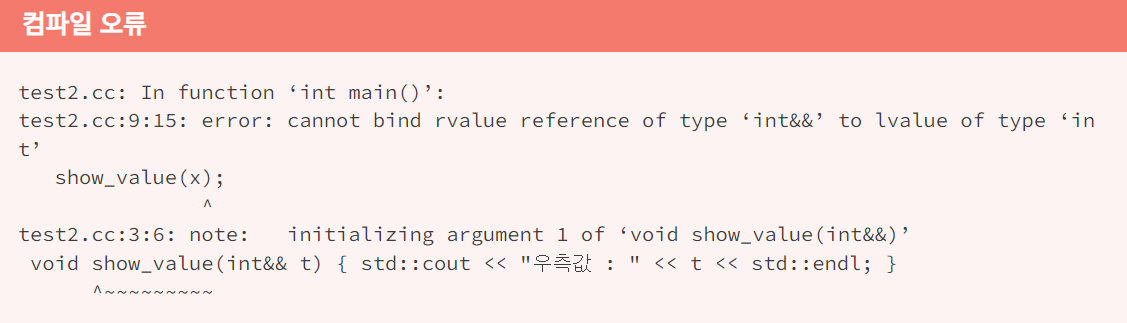 컴파일 오류
test2.cc: In function ‘int main()’:
test2.cc:9:15: error: cannot bind rvalue reference of type ‘int&&’ to lvalue of type ‘in
t’
   show_value(x);
               ^
test2.cc:3:6: note:   initializing argument 1 of ‘void show_value(int&&)’
 void show_value(int&& t) { std::cout << "우측값 : " << t << std::endl; }
      ^~~~~~~~~~